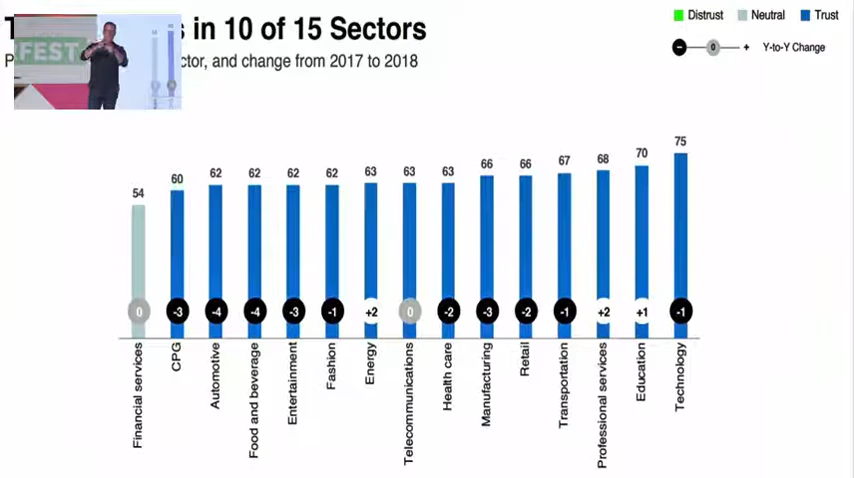 in 10 of 15 Sectors
and change from 2017 to 2018
Distrust Neutral Trust
0 + Y-to-Y Change
FEST
54 60 62 62 62 62 63 63 63 66 66 67 68 70 75
0 -3 -4 -4 -3 -1 +2 0 -2 -3 -2 -1 +2 +1 -1
Financial services
CPG
Automotive
Food and beverage
Entertainment
Fashion
Energy
Telecommunications
Health care
Manufacturing
Retail
Transportation
Professional services
Education
Technology